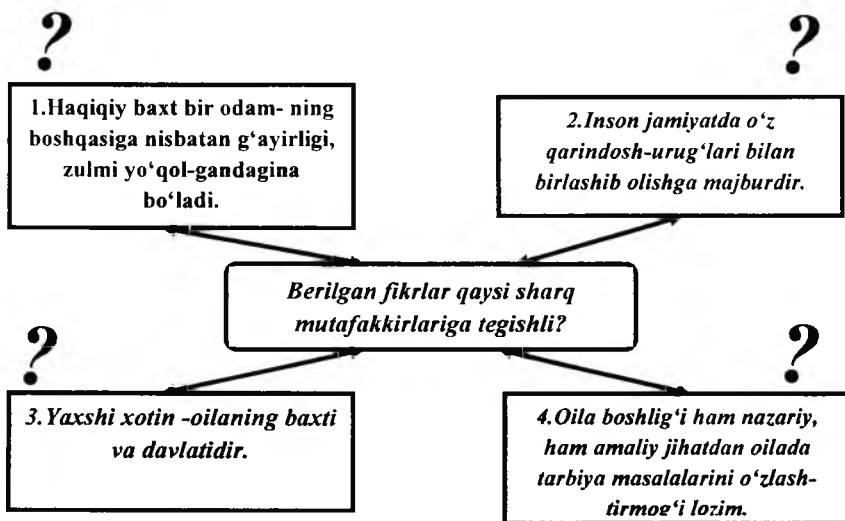 ?
?
1.Haqiqiy baxt bir odam- ning
boshqasiga nisbatan g‘ayirligi,
zulmi yo‘qol-gandagina
bo‘ladi.
2.Inson jamiyatda o‘z
qarindosh-urug‘lari bilan
birlashib olishga majburdir.
Berilgan fikrlar qaysi sharq
mutafakkirlariga tegishli?
?
?
3.Yaxshi xotin -oilaning baxti
va davlatidir.
4.Oila boshlig‘i ham nazariy,
ham amaliy jihatdan oilada
tarbiya masalalarini o‘zlash-
tirmog‘i lozim.